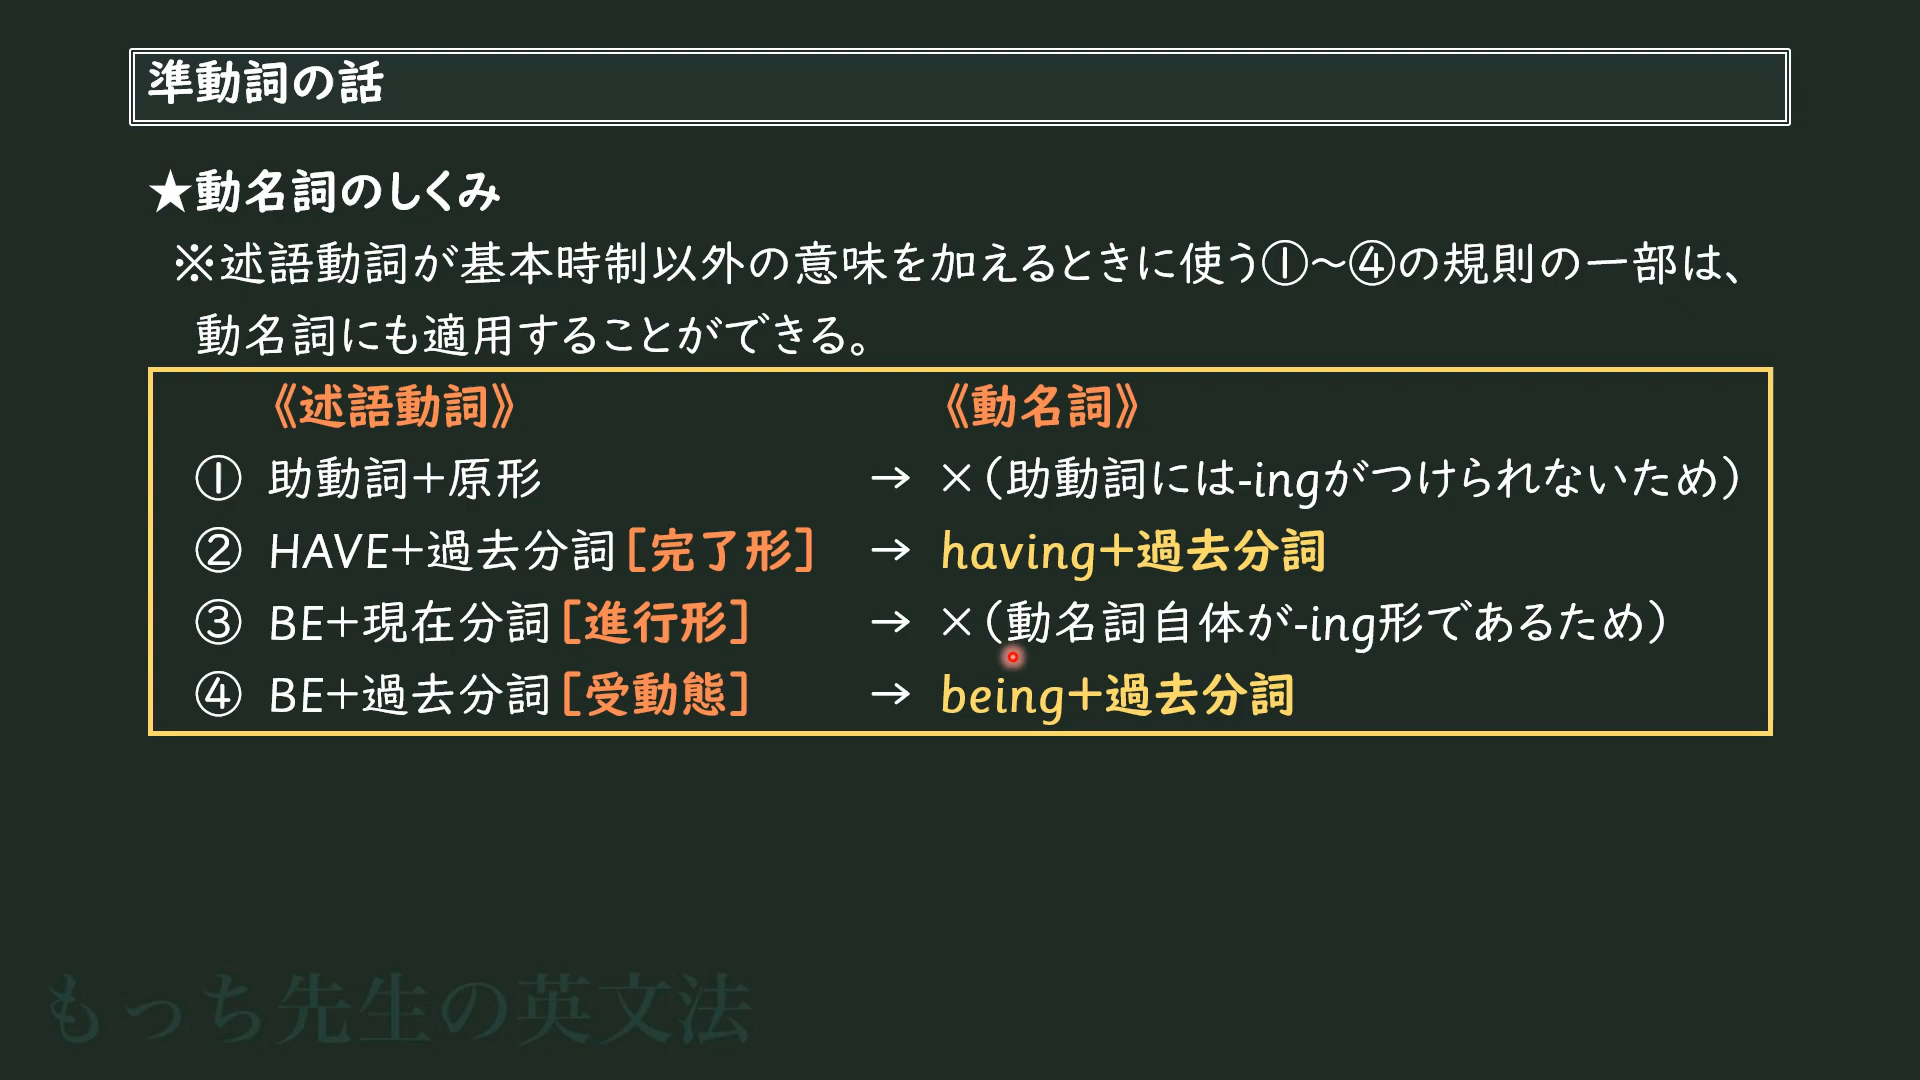 準動詞の話
★動名詞のしくみ
※述語動詞が基本時制以外の意味を加えるときに使う①～④の規則の一部は、
動名詞にも適用することができる。
《述語動詞》 《動名詞》
① 助動詞＋原形 → ×（助動詞には-ingがつけられないため）
② HAVE＋過去分詞［完了形］ → having＋過去分詞
③ BE＋現在分詞［進行形］ → ×（動名詞自体が-ing形であるため）
④ BE＋過去分詞［受動態］ → being＋過去分詞
もっち先生の英文法